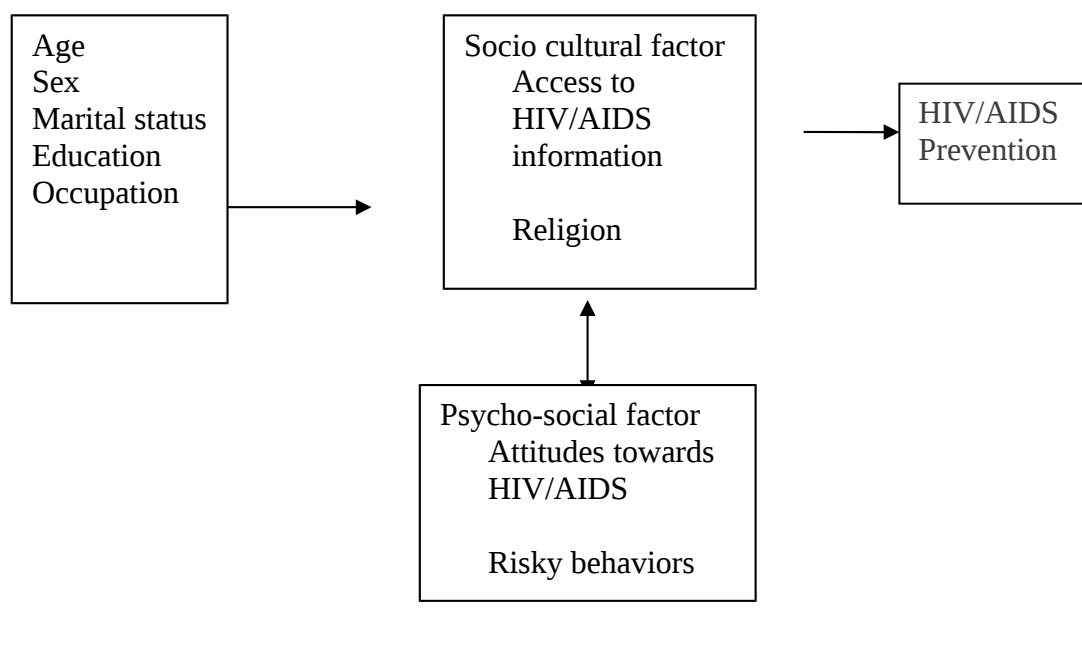 Age
Sex
Marital status
Education
Occupation
Socio cultural factor
Access to
HIV/AIDS
information
Religion
HIV/AIDS
Prevention
Psycho-social factor
Attitudes towards
HIV/AIDS
Risky behaviors